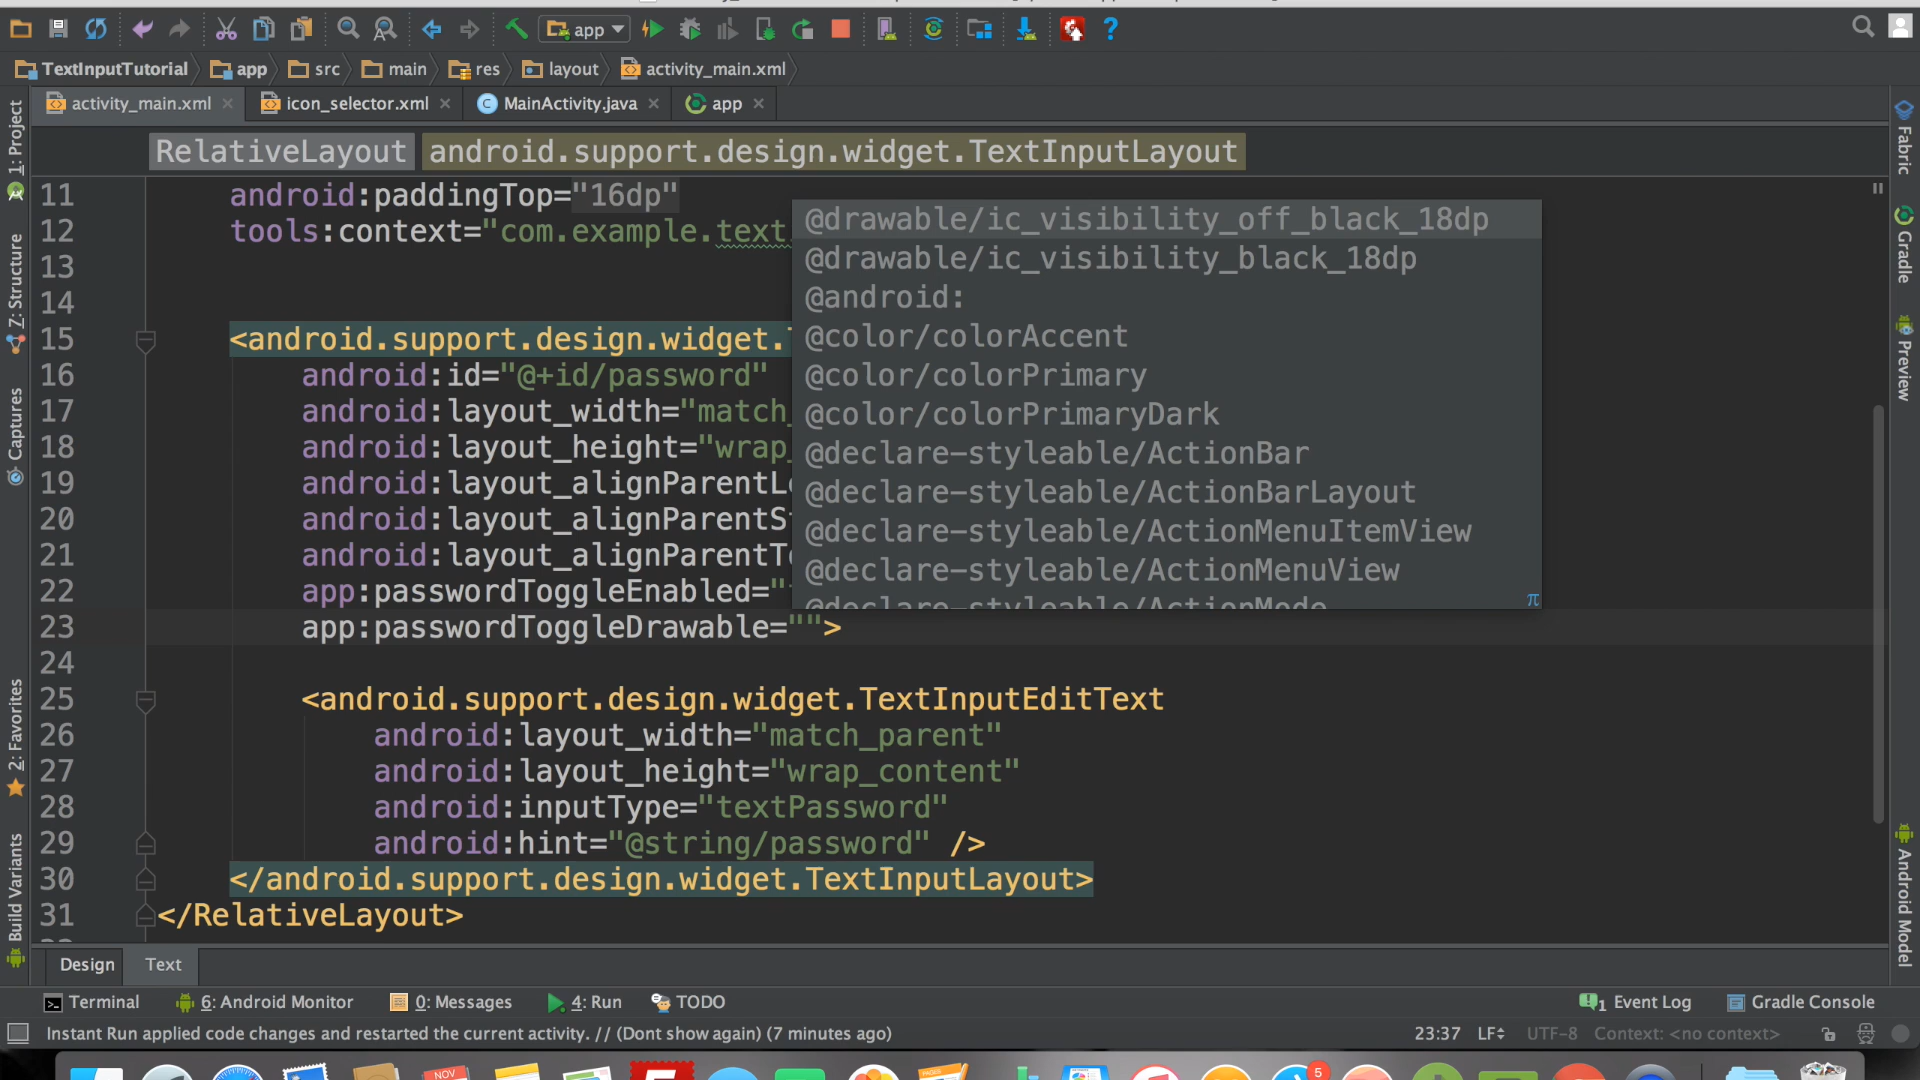 app
TextInputTutorial
app
src
main
res
layout
activity_main.xml
activity_main.xml
icon_selector.xml
MainActivity.java
app
RelativeLayout
android.support.design.widget.TextInputLayout
11 android:paddingTop="16dp"
12 tools:context="com.example.text
13
14
15 <android.support.design.widget.
16 android:id="@+id/password"
17 android:layout_width="match
18 android:layout_height="wrap
19 android:layout_alignParentL
20 android:layout_alignParentS
21 android:layout_alignParentT
22 app:passwordToggleEnabled="
23 app:passwordToggleDrawable="">
24
25 <android.support.design.widget.TextInputEditText
26 android:layout_width="match_parent"
27 android:layout_height="wrap_content"
28 android:inputType="textPassword"
29 android:hint="@string/password" />
30 </android.support.design.widget.TextInputLayout>
31 </RelativeLayout>
@drawable/ic_visibility_off_black_18dp
@drawable/ic_visibility_black_18dp
@android:
@color/colorAccent
@color/colorPrimary
@color/colorPrimaryDark
@declare-styleable/ActionBar
@declare-styleable/ActionBarLayout
@declare-styleable/ActionMenuItemView
@declare-styleable/ActionMenuView
@declare-styleable/ActionMode
π
1: Project
Z: Structure
Captures
2: Favorites
Build Variants
Fabric
Gradle
Preview
Android Model
Design
Text
Terminal
6: Android Monitor
0: Messages
4: Run
TODO
1 Event Log
Gradle Console
Instant Run applied code changes and restarted the current activity. // (Dont show again) (7 minutes ago)
23:37
LF
UTF-8
Context: <no context>
NOV
5